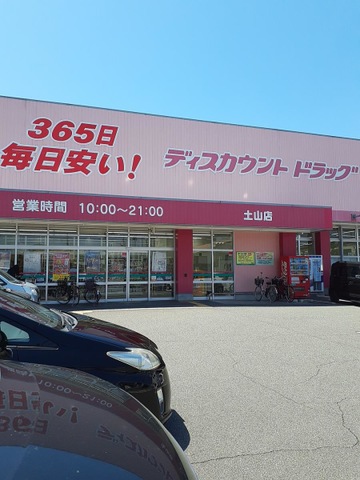 365日
毎日安い!
ディスカウント ドラッグ
営業時間 10:00~21:00
土山店